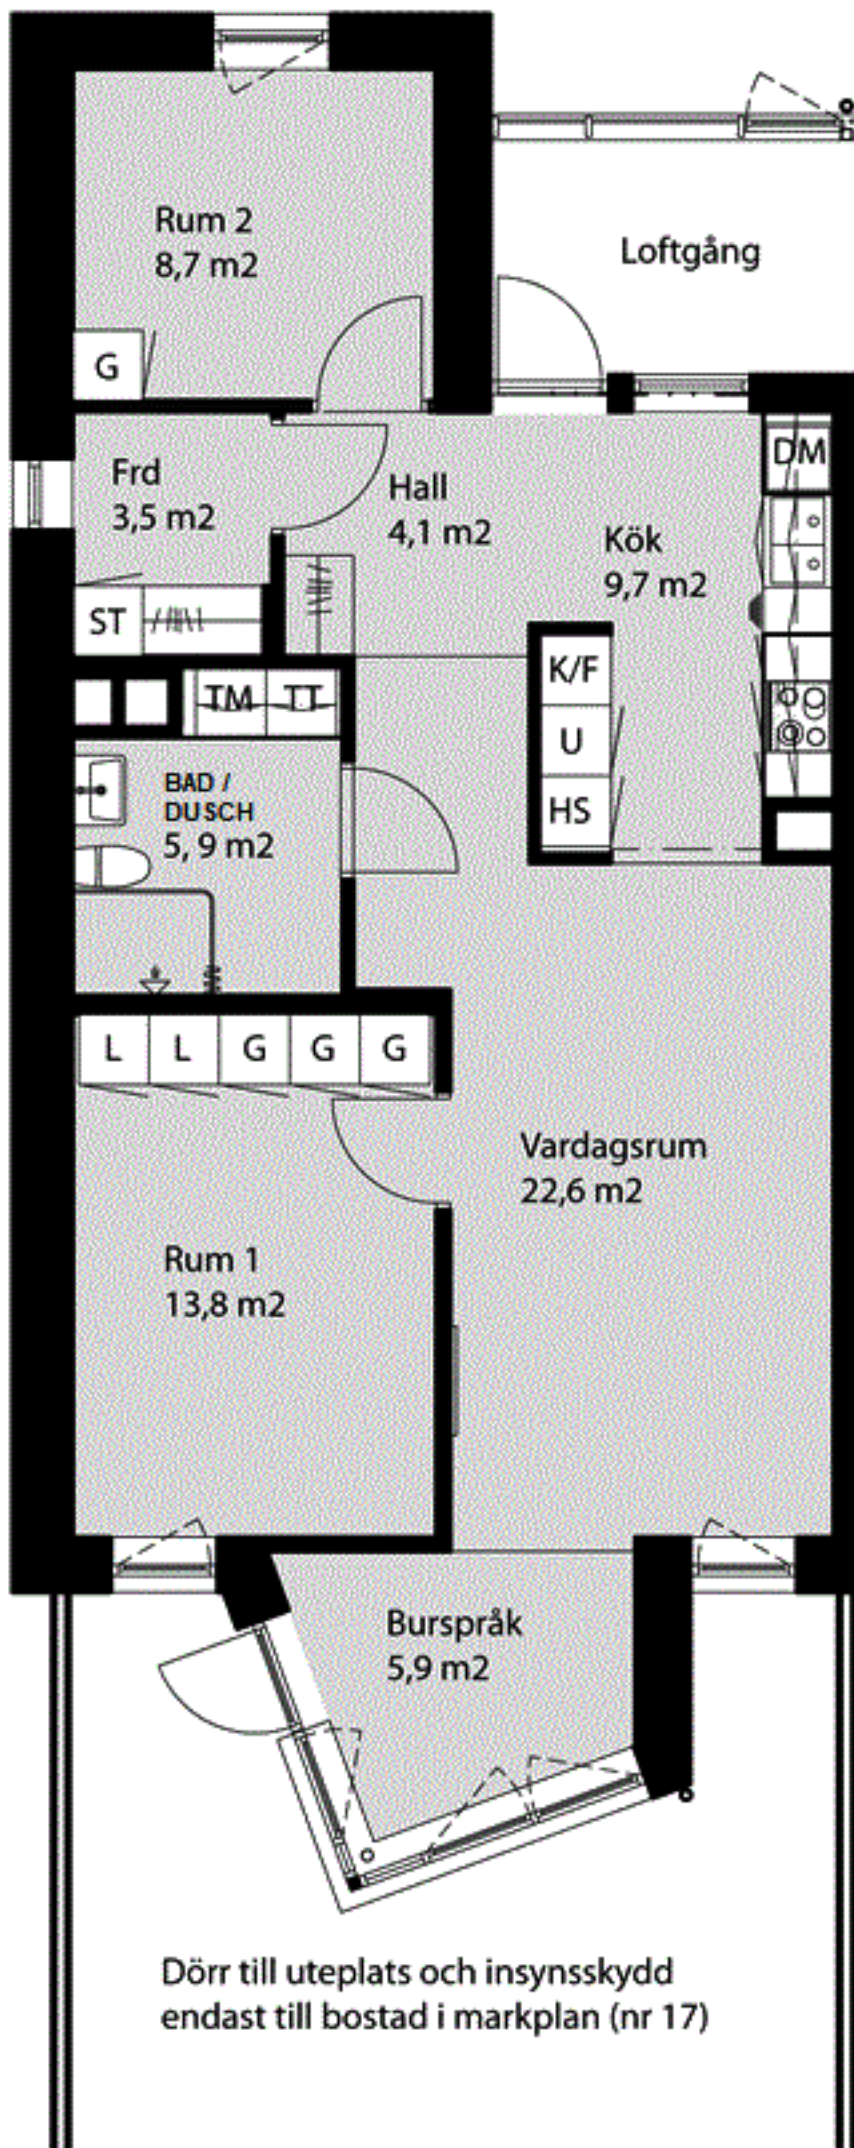 Rum 2
8,7 m2
Loftgång
G
Frd
3,5 m2
Hall
4,1 m2
DM
Kök
9,7 m2
ST
K/F
U
HS
TM TT
BAD /
DUSCH
5, 9 m2
L L G G G
Vardagsrum
22,6 m2
Rum 1
13,8 m2
Burspråk
5,9 m2
Dörr till uteplats och insynsskydd
endast till bostad i markplan (nr 17)